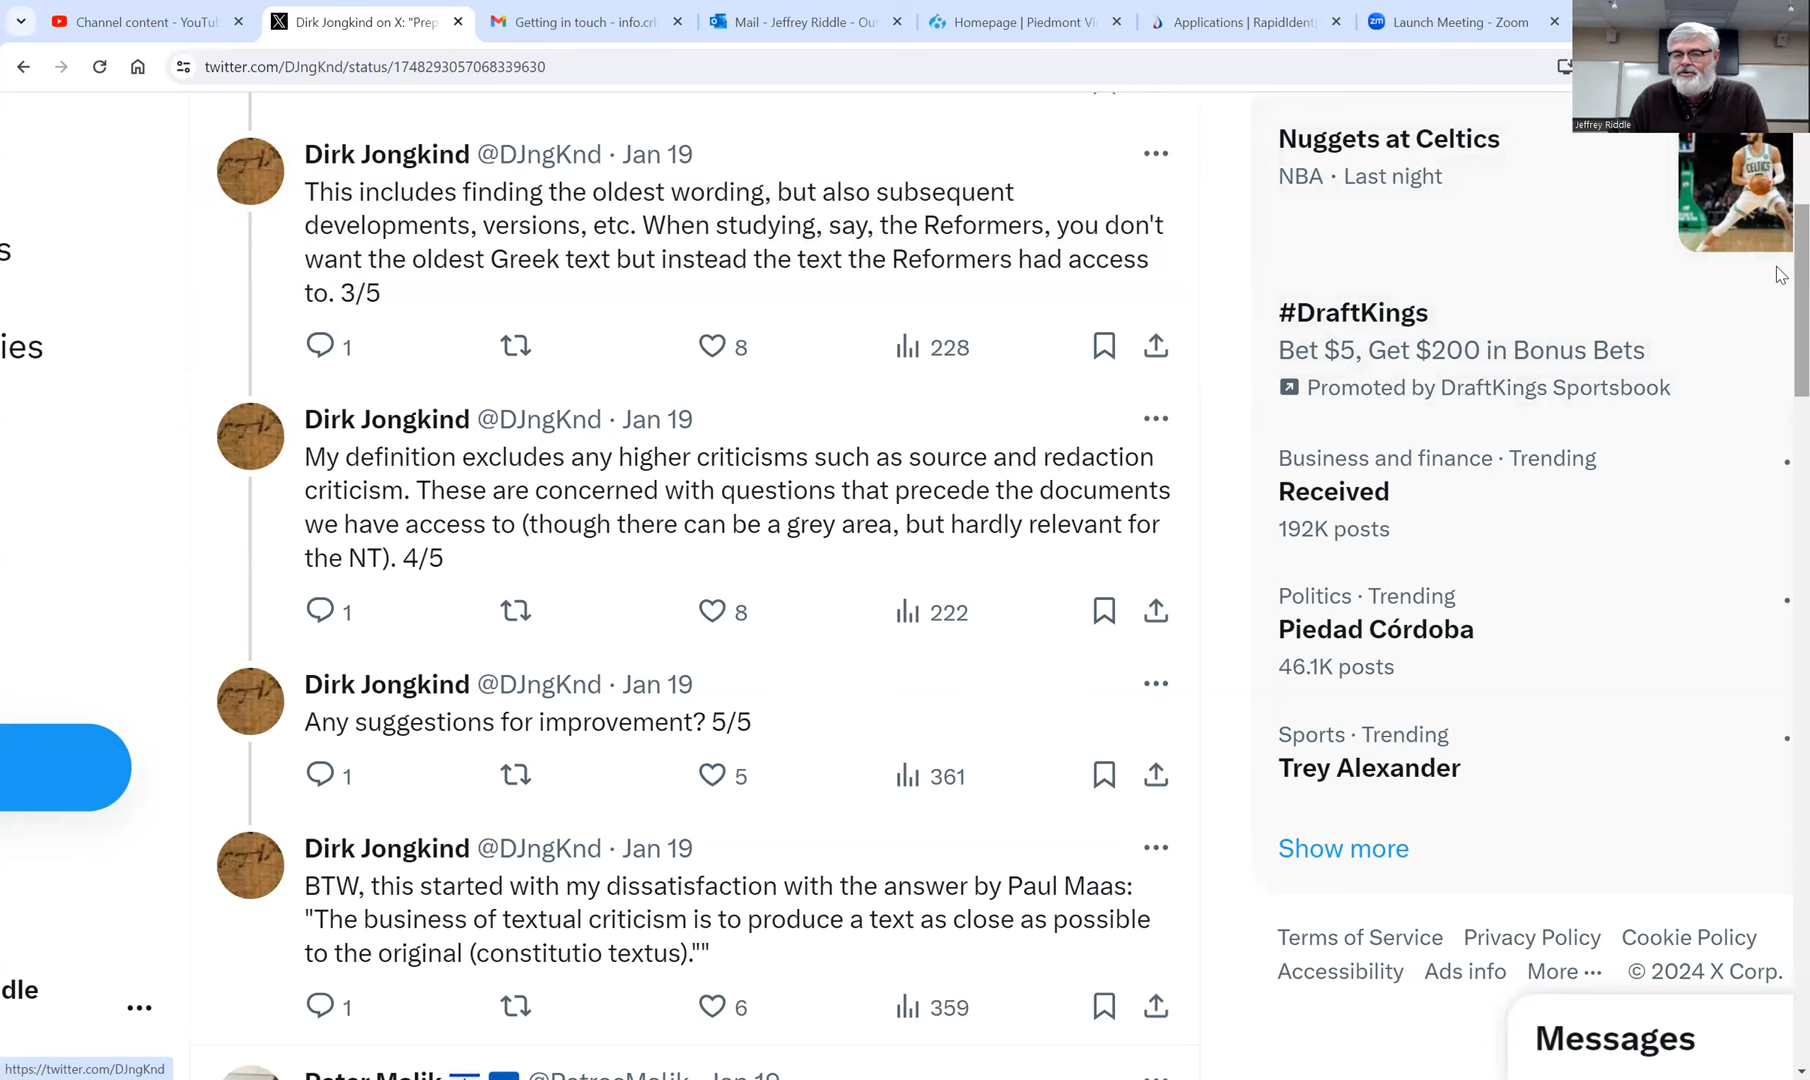 Channel content - YouTu
Dirk Jongkind on X: "Prep
Getting in touch - info.crb
Mail - Jeffrey Riddle - Ou
Homepage | Piedmont Vi
Applications | RapidIdenti
zm
Launch Meeting - Zoom
twitter.com/DJngKnd/status/1748293057068339630
Jeffrey Riddle
s
ies
dle
Dirk Jongkind @DJngKnd · Jan 19
This includes finding the oldest wording, but also subsequent
developments, versions, etc. When studying, say, the Reformers, you don't
want the oldest Greek text but instead the text the Reformers had access
to. 3/5
1 8 228
Dirk Jongkind @DJngKnd · Jan 19
My definition excludes any higher criticisms such as source and redaction
criticism. These are concerned with questions that precede the documents
we have access to (though there can be a grey area, but hardly relevant for
the NT). 4/5
1 8 222
Dirk Jongkind @DJngKnd · Jan 19
Any suggestions for improvement? 5/5
1 5 361
Dirk Jongkind @DJngKnd · Jan 19
BTW, this started with my dissatisfaction with the answer by Paul Maas:
"The business of textual criticism is to produce a text as close as possible
to the original (constitutio textus).""
1 6 359
Nuggets at Celtics
NBA · Last night
CELTICS
#DraftKings
Bet $5, Get $200 in Bonus Bets
Promoted by DraftKings Sportsbook
Business and finance · Trending
Received
192K posts
Politics · Trending
Piedad Córdoba
46.1K posts
Sports · Trending
Trey Alexander
Show more
Terms of Service Privacy Policy Cookie Policy
Accessibility Ads info More ··· © 2024 X Corp.
Messages
https://twitter.com/DJngKnd